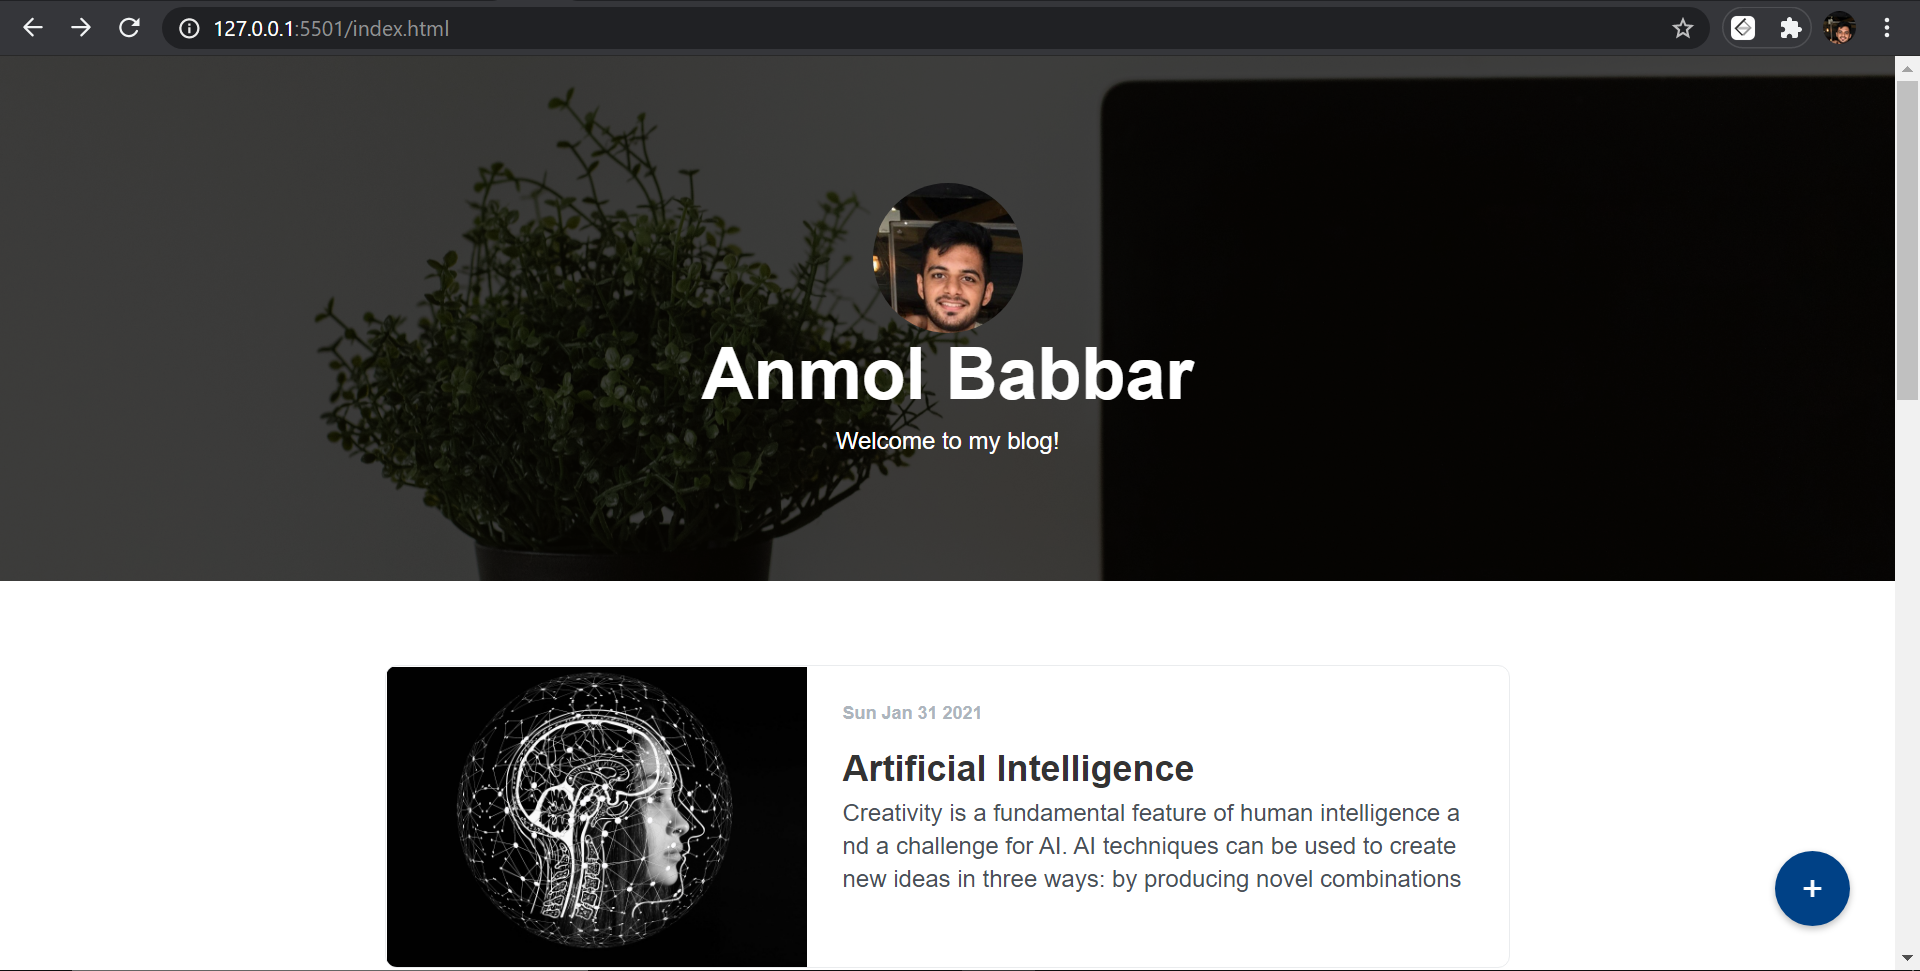 127.0.0.1:5501/index.html
Anmol Babbar
Welcome to my blog!
Sun Jan 31 2021
Artificial Intelligence
Creativity is a fundamental feature of human intelligence a
nd a challenge for AI. AI techniques can be used to create
new ideas in three ways: by producing novel combinations
+